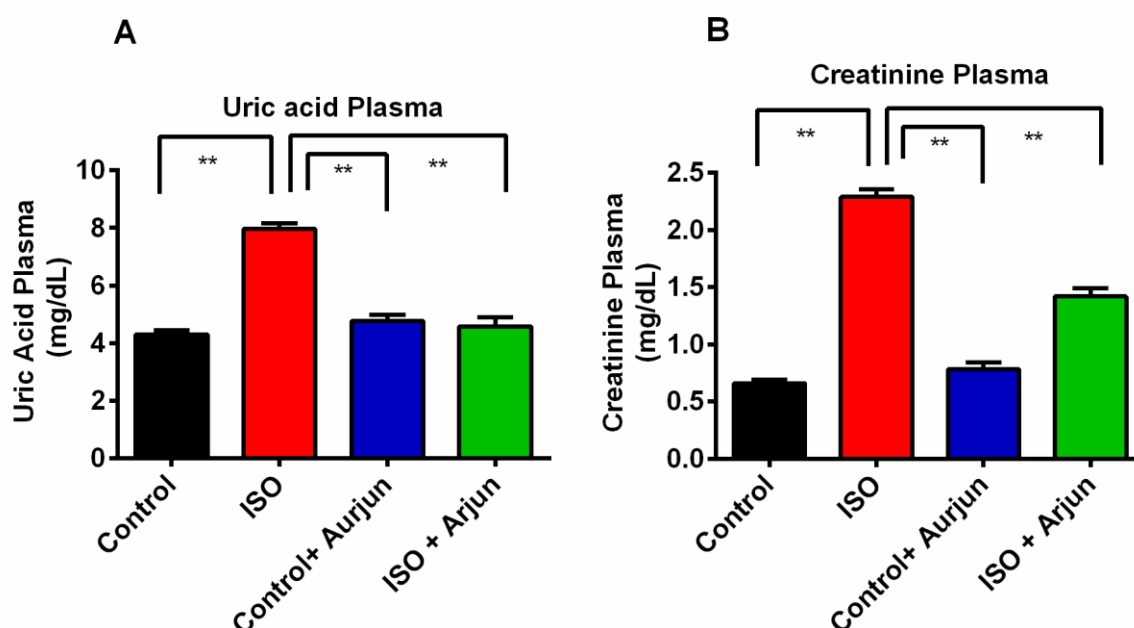 A
Uric acid Plasma
**
**
**
Uric Acid Plasma
(mg/dL)
10
8
6
4
2
0
Control
ISO
Control+ Aurjun
ISO + Arjun
B
Creatinine Plasma
**
**
**
Creatinine Plasma
(mg/dL)
2.5
2.0
1.5
1.0
0.5
0.0
Control
ISO
Control+ Aurjun
ISO + Arjun